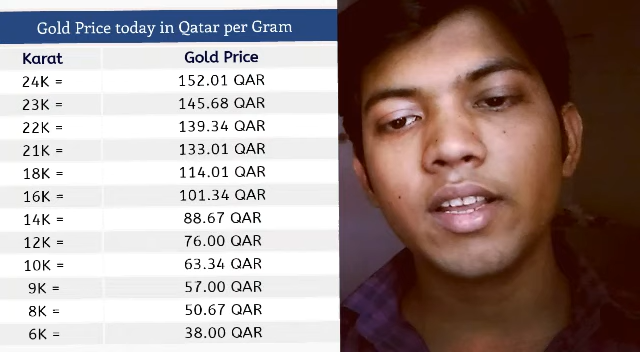 Gold Price today in Qatar per Gram
Karat Gold Price
24K = 152.01 QAR
23K = 145.68 QAR
22K = 139.34 QAR
21K = 133.01 QAR
18K = 114.01 QAR
16K = 101.34 QAR
14K = 88.67 QAR
12K = 76.00 QAR
10K = 63.34 QAR
9K = 57.00 QAR
8K = 50.67 QAR
6K = 38.00 QAR